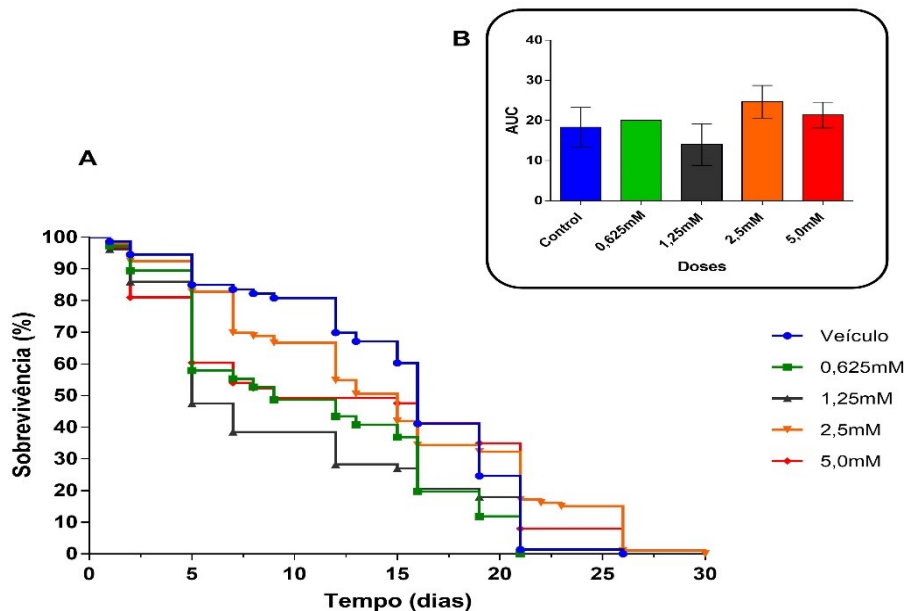 B
40
30
20
10
0
AUC
Control
0,625mM
1,25mM
2,5mM
5,0mM
Doses
A
100
90
80
70
60
50
40
30
20
10
0
Sobrevivência (%)
0
5
10
15
20
25
30
Tempo (dias)
Veículo
0,625mM
1,25mM
2,5mM
5,0mM